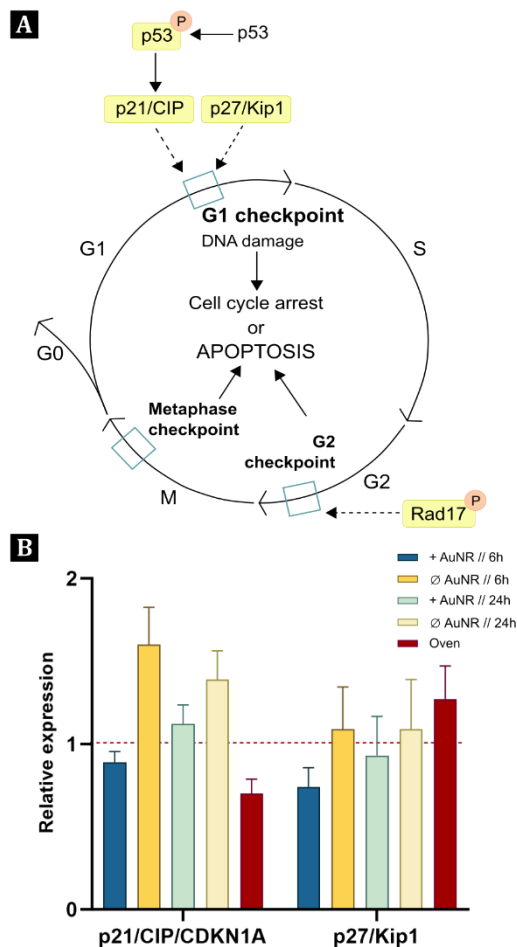 A
P
p53
p53
p21/CIP
p27/Kip1
G1 checkpoint
DNA damage
G1
S
Cell cycle arrest
or
APOPTOSIS
G0
Metaphase
checkpoint
G2
checkpoint
G2
M
P
Rad17
B
+ AuNR // 6h
∅ AuNR // 6h
+ AuNR // 24h
∅ AuNR // 24h
Oven
Relative expression
2
1
0
p21/CIP/CDKN1A
p27/Kip1